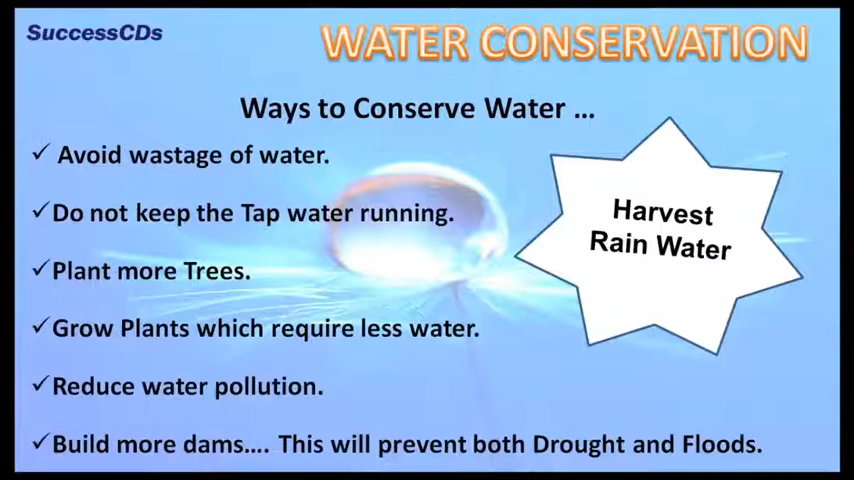 SuccessCDs
WATER CONSERVATION
Ways to Conserve Water ...
✓ Avoid wastage of water.
✓ Do not keep the Tap water running.
✓ Plant more Trees.
✓ Grow Plants which require less water.
✓ Reduce water pollution.
✓ Build more dams.... This will prevent both Drought and Floods.
Harvest
Rain Water